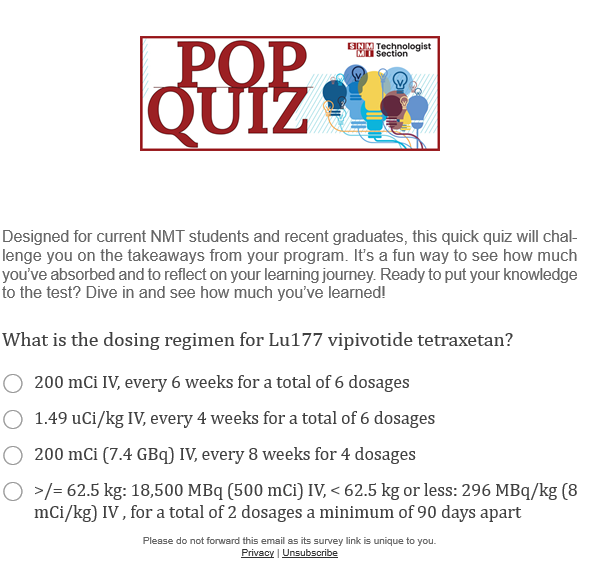 POP
QUIZ
SNM Technologist
MI Section
Designed for current NMT students and recent graduates, this quick quiz will chal-
lenge you on the takeaways from your program. It's a fun way to see how much
you've absorbed and to reflect on your learning journey. Ready to put your knowledge
to the test? Dive in and see how much you've learned!
What is the dosing regimen for Lu177 vipivotide tetraxetan?
200 mCi IV, every 6 weeks for a total of 6 dosages
1.49 uCi/kg IV, every 4 weeks for a total of 6 dosages
200 mCi (7.4 GBq) IV, every 8 weeks for 4 dosages
>/= 62.5 kg: 18,500 MBq (500 mCi) IV, < 62.5 kg or less: 296 MBq/kg (8
mCi/kg) IV , for a total of 2 dosages a minimum of 90 days apart
Please do not forward this email as its survey link is unique to you.
Privacy | Unsubscribe